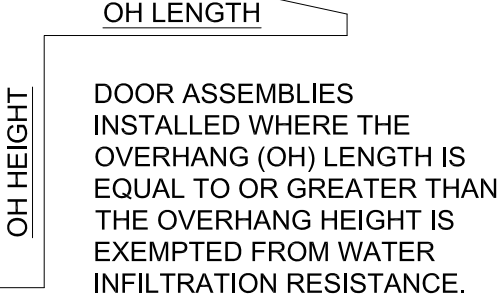 OH LENGTH
OH HEIGHT
DOOR ASSEMBLIES
INSTALLED WHERE THE
OVERHANG (OH) LENGTH IS
EQUAL TO OR GREATER THAN
THE OVERHANG HEIGHT IS
EXEMPTED FROM WATER
INFILTRATION RESISTANCE.